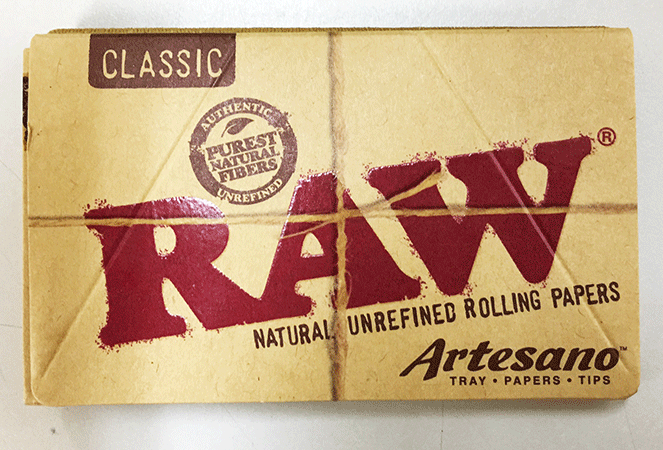 CLASSIC
AUTHENTIC
PUREST
NATURAL
FIBERS
UNREFINED
RAW®
NATURAL UNREFINED ROLLING PAPERS
Artesano™
TRAY • PAPERS • TIPS